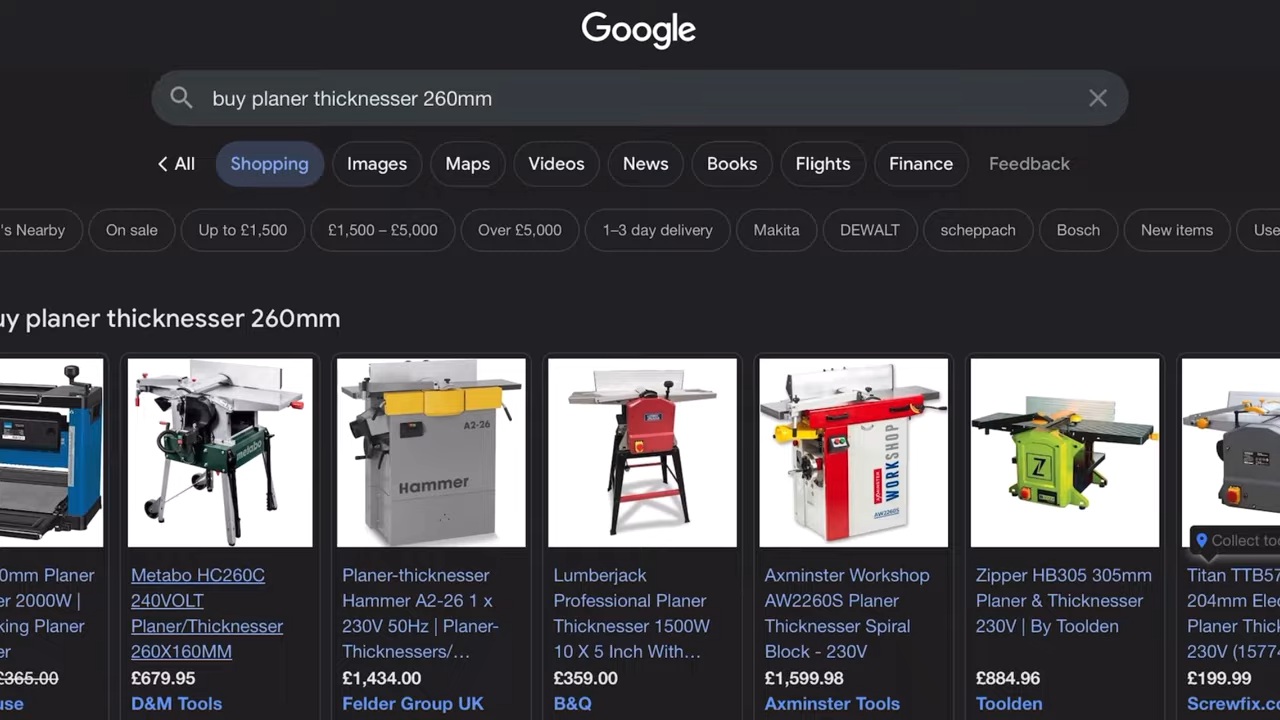 Google
buy planer thicknesser 260mm
All Shopping Images Maps Videos News Books Flights Finance Feedback
's Nearby On sale Up to £1,500 £1,500 – £5,000 Over £5,000 1–3 day delivery Makita DEWALT scheppach Bosch New items Use
uy planer thicknesser 260mm
metabo
A2-26
Hammer
WORKSHOP
AXMINSTER
AW2260S
Z
Collect too
0mm Planer
er 2000W |
king Planer
er
£365.00
use
Metabo HC260C
240VOLT
Planer/Thicknesser
260X160MM
£679.95
D&M Tools
Planer-thicknesser
Hammer A2-26 1 x
230V 50Hz | Planer-
Thicknessers/…
£1,434.00
Felder Group UK
Lumberjack
Professional Planer
Thicknesser 1500W
10 X 5 Inch With…
£359.00
B&Q
Axminster Workshop
AW2260S Planer
Thicknesser Spiral
Block - 230V
£1,599.98
Axminster Tools
Zipper HB305 305mm
Planer & Thicknesser
230V | By Toolden
£884.96
Toolden
Titan TTB57
204mm Elec
Planer Thick
230V (15774
£199.99
Screwfix.co